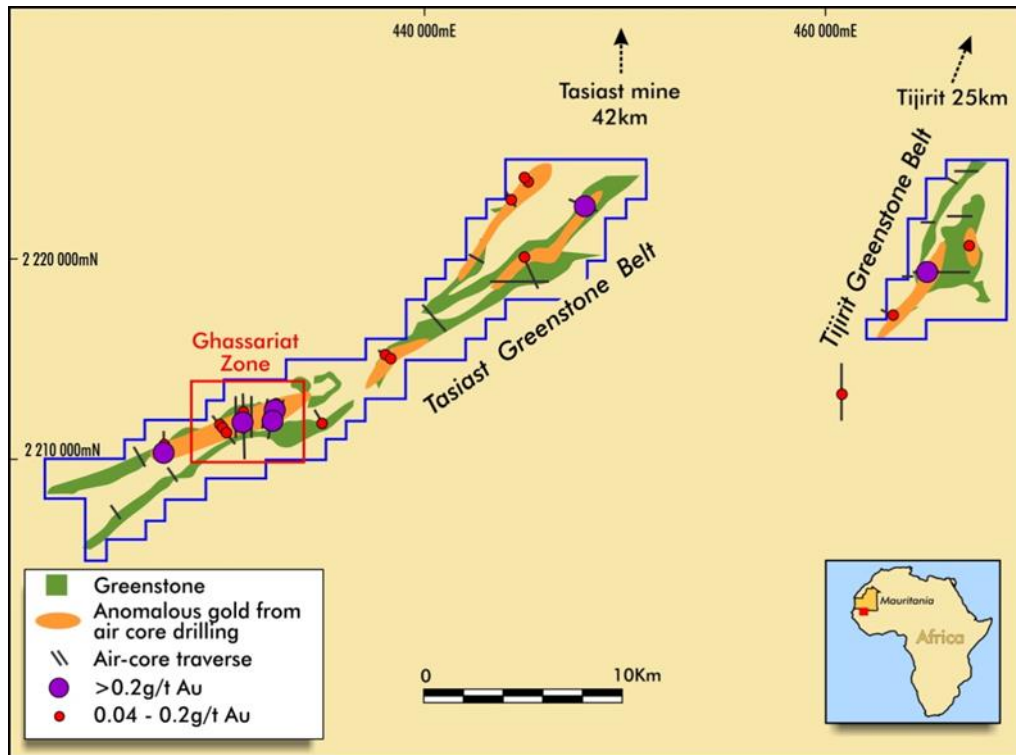 440 000mE
460 000mE
Tasiast mine
42km
Tijirit 25km
Tijirit Greenstone Belt
2 220 000mN
Tasiast Greenstone Belt
Ghassariat
Zone
2 210 000mN
Greenstone
Anomalous gold from
air core drilling
Air-core traverse
>0.2g/t Au
0.04 - 0.2g/t Au
0
10Km
Mauritania
Africa